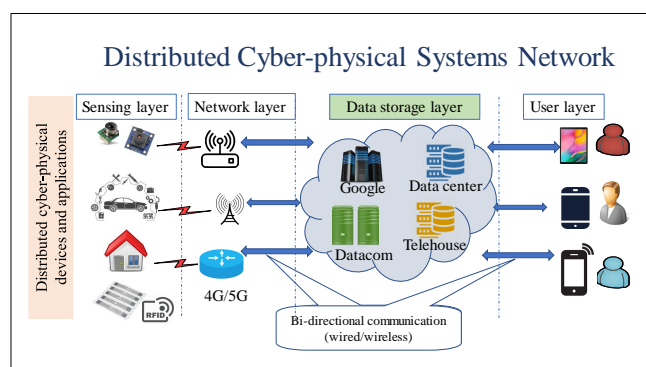 Distributed Cyber-physical Systems Network
Distributed cyber-physical
devices and applications
Sensing layer
Network layer
Data storage layer
User layer
Google
Data center
Datacom
Telehouse
4G/5G
RFID
Bi-directional communication
(wired/wireless)